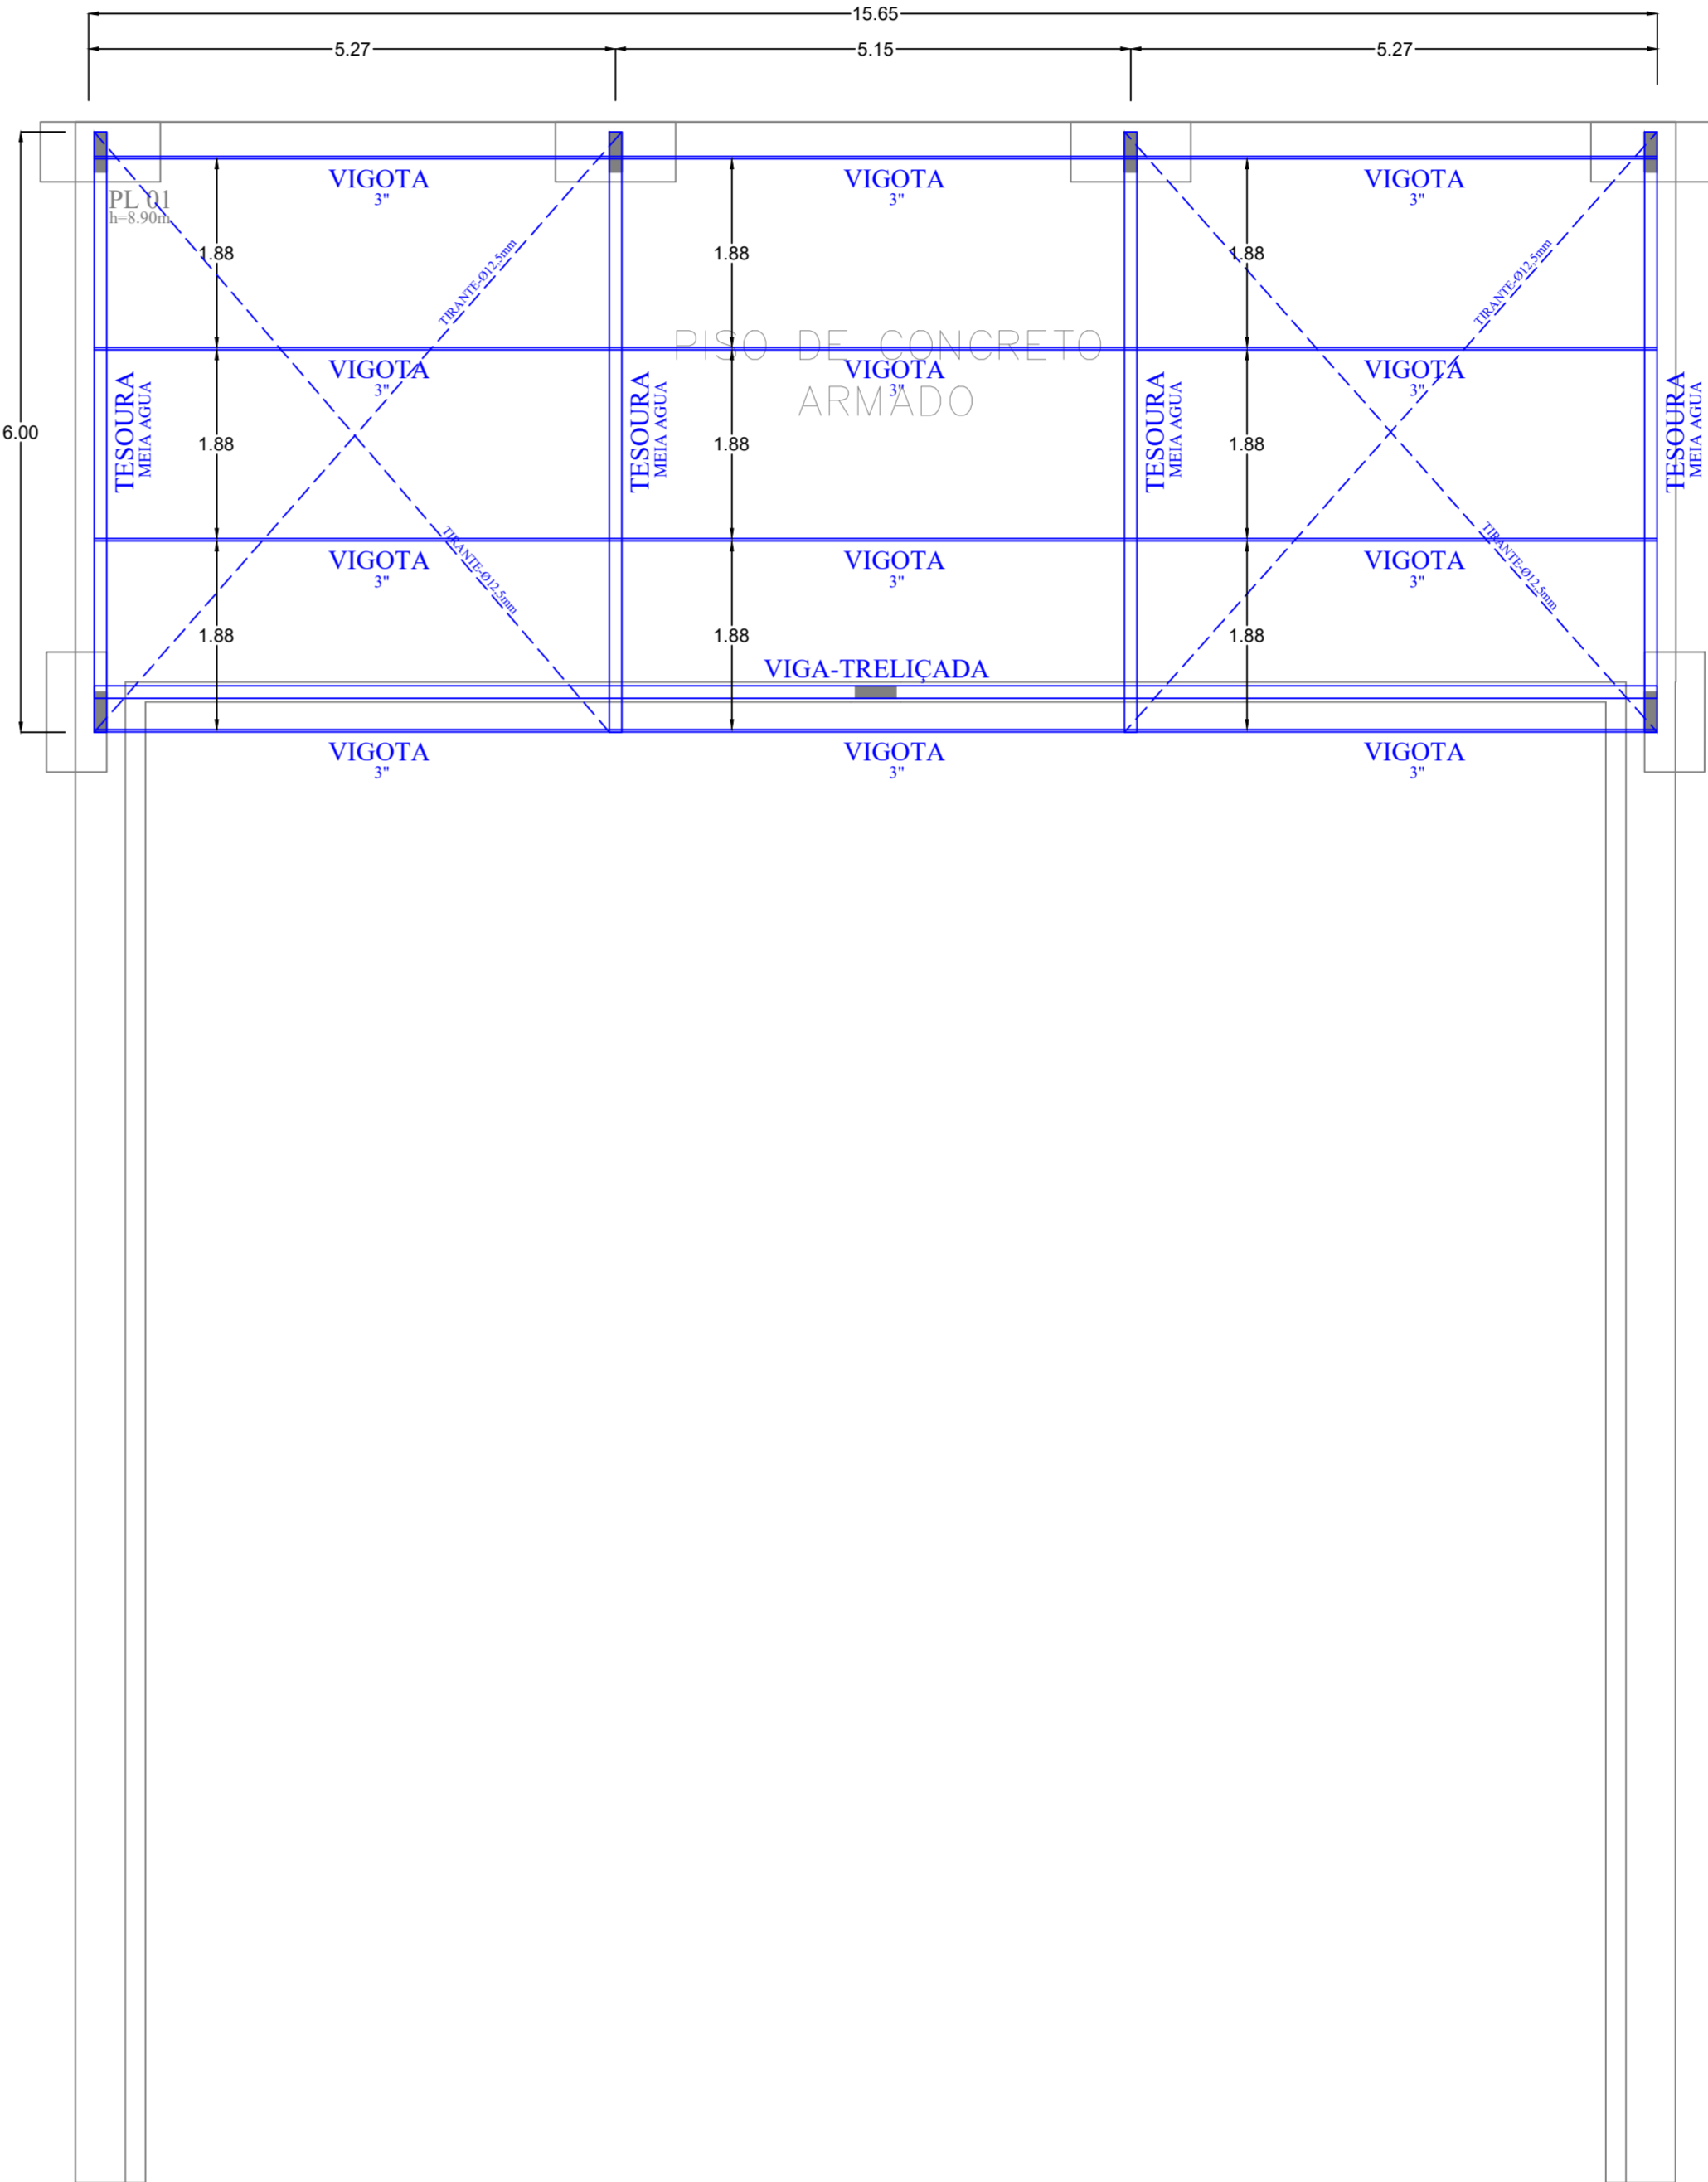 15.65
5.27
5.15
5.27
VIGOTA
3"
VIGOTA
3"
VIGOTA
3"
PL 01
h=8.90m
1.88
1.88
1.88
TIRANTE-Ø12,5mm
TIRANTE-Ø12,5mm
PISO DE CONCRETO
ARMADO
VIGOTA
3"
VIGOTA
3"
VIGOTA
3"
6.00
TESOURA
MEIA AGUA
TESOURA
MEIA AGUA
TESOURA
MEIA AGUA
TESOURA
MEIA AGUA
1.88
1.88
1.88
TIRANTE-Ø12,5mm
TIRANTE-Ø12,5mm
VIGOTA
3"
VIGOTA
3"
VIGOTA
3"
1.88
1.88
1.88
VIGA-TRELIÇADA
VIGOTA
3"
VIGOTA
3"
VIGOTA
3"